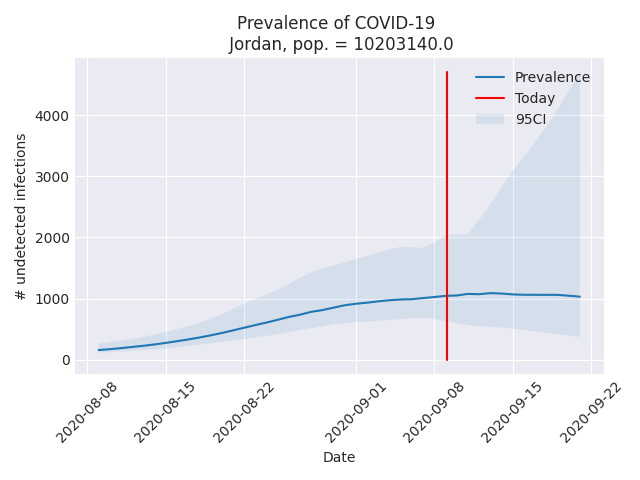 Prevalence of COVID-19
Jordan, pop. = 10203140.0
Prevalence
Today
95CI
# undetected infections
4000
3000
2000
1000
0
2020-08-08
2020-08-15
2020-08-22
2020-09-01
2020-09-08
2020-09-15
2020-09-22
Date